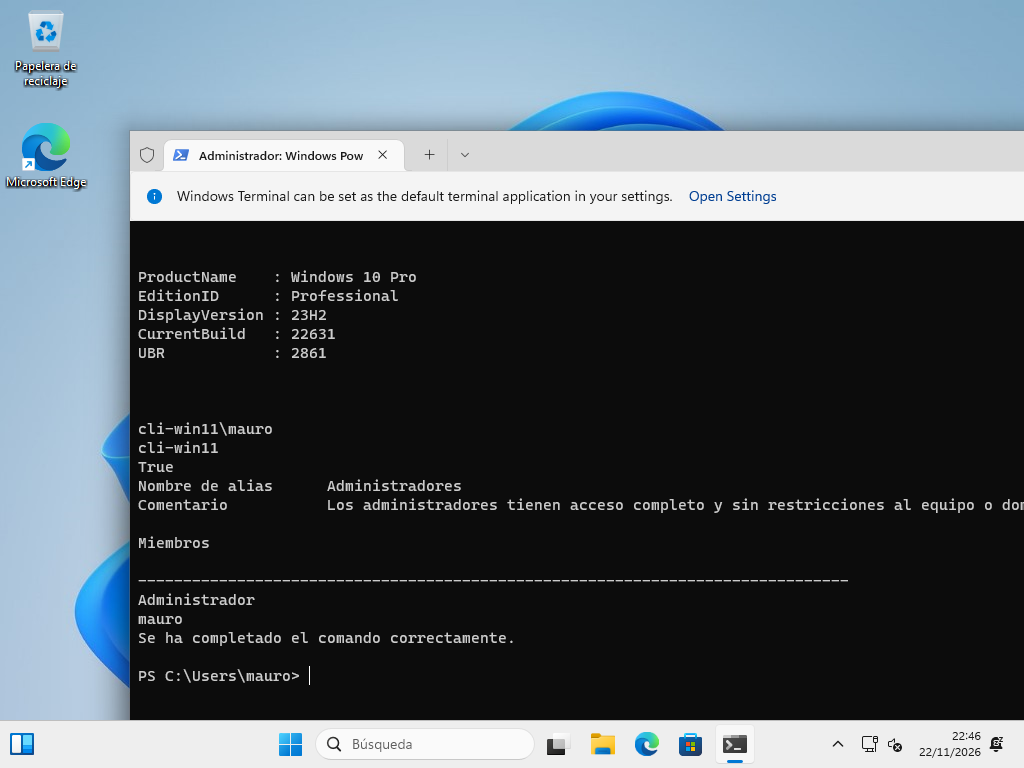 Papelera de
reciclaje
Microsoft Edge
Administrador: Windows Pow
Windows Terminal can be set as the default terminal application in your settings. Open Settings
ProductName    : Windows 10 Pro
EditionID      : Professional
DisplayVersion : 23H2
CurrentBuild   : 22631
UBR            : 2861
cli-win11\mauro
cli-win11
True
Nombre de alias      Administradores
Comentario           Los administradores tienen acceso completo y sin restricciones al equipo o dom
Miembros
-------------------------------------------------------------------------------
Administrador
mauro
Se ha completado el comando correctamente.
PS C:\Users\mauro>
Búsqueda
22:46
22/11/2026